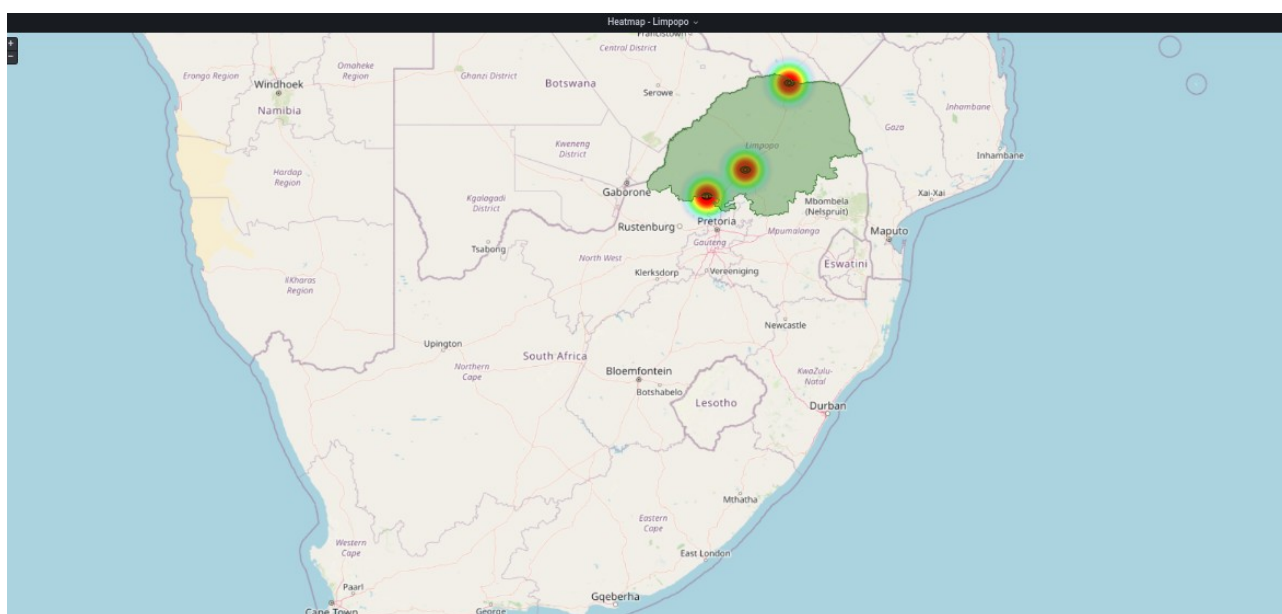 Heatmap - Limpopo
+
−
Francistown
Central District
Erongo Region
Omaheke
Region
Ghanzi District
Botswana
Windhoek
Serowe
Namibia
Gaza
Inhambane
Kweneng
District
Limpopo
Inhambane
Hardap
Region
Gaborone
Xai-Xai
Kgalagadi
District
Mbombela
(Nelspruit)
Rustenburg
Pretoria
Mpumalanga
Maputo
Tsabong
Gauteng
North West
Eswatini
Klerksdorp
Vereeniging
ǁKharas
Region
Newcastle
Upington
South Africa
Northern
Cape
Bloemfontein
KwaZulu-
Natal
Botshabelo
Lesotho
Durban
Mthatha
Eastern
Cape
Western
Cape
East London
Paarl
Gqeberha
Cape Town
George